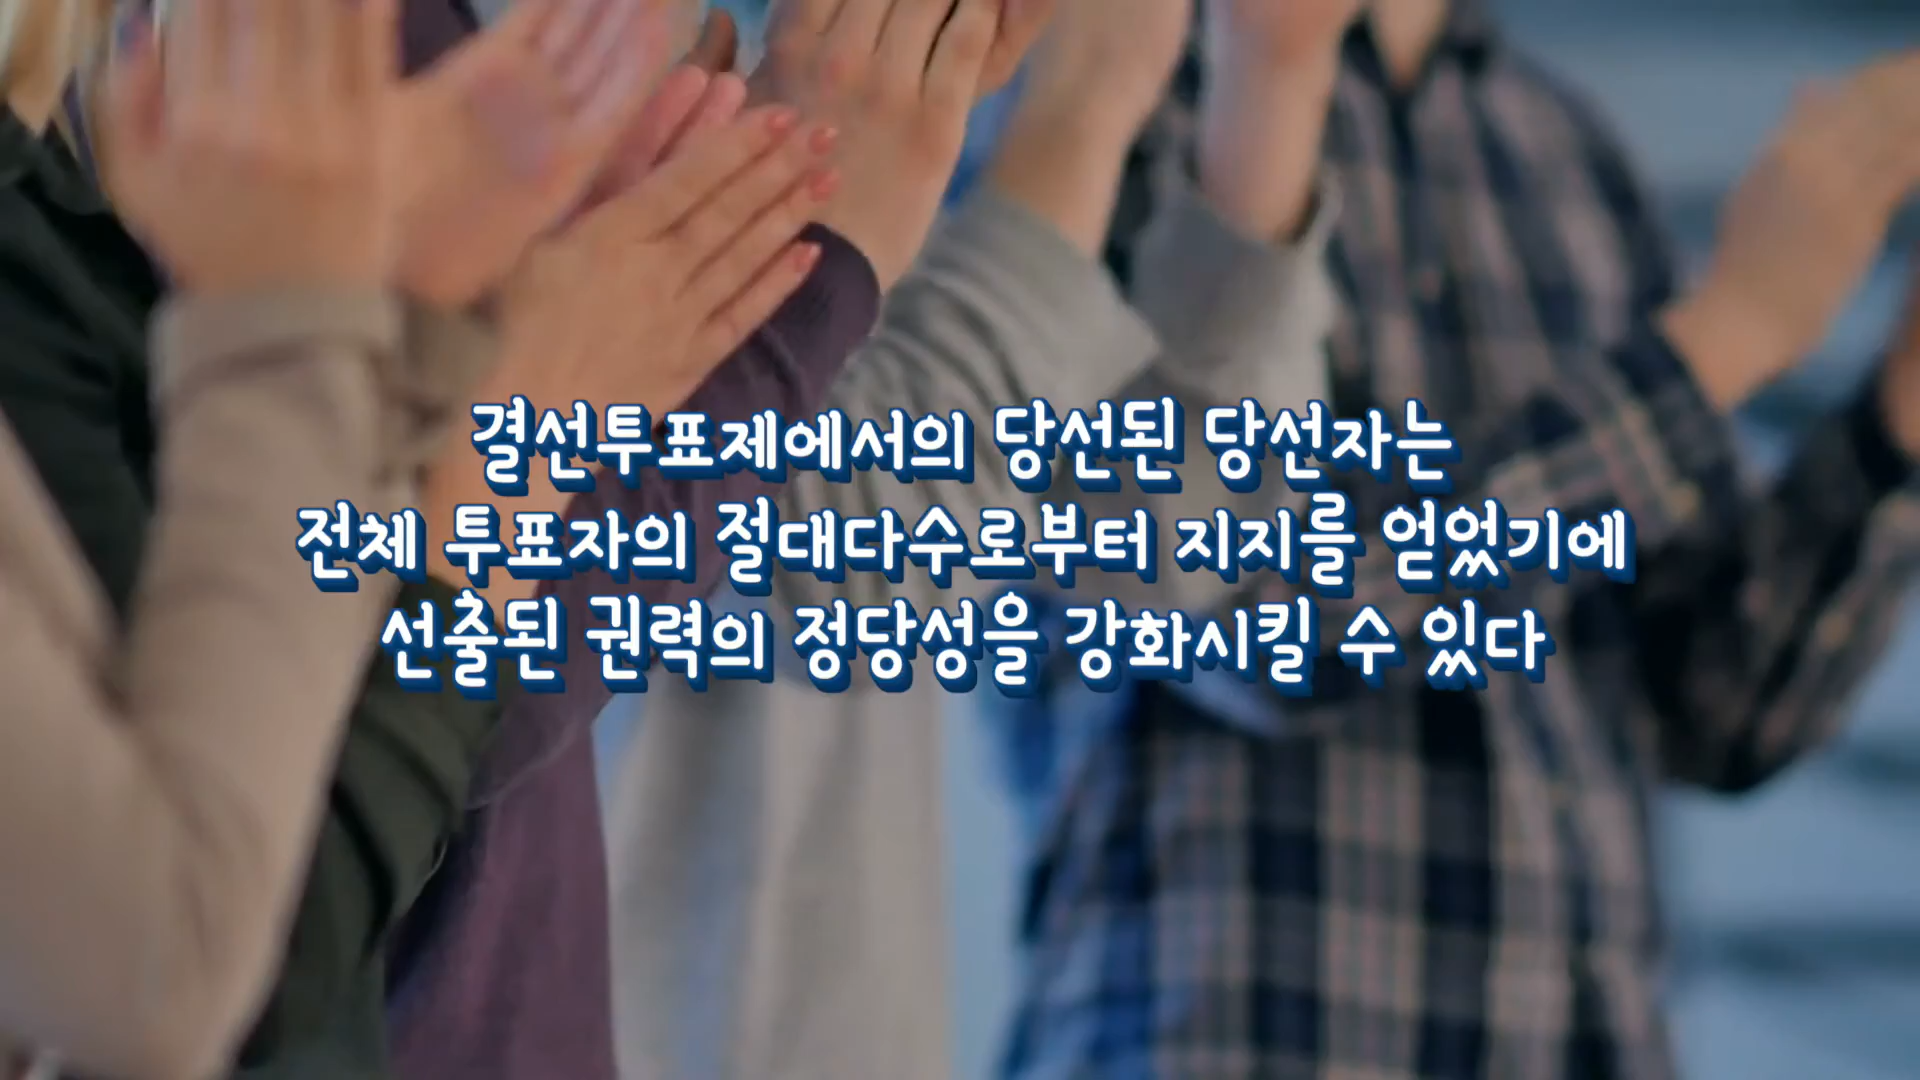 결선투표제에서의 당선된 당선자는
전체 투표자의 절대다수로부터 지지를 얻었기에
선출된 권력의 정당성을 강화시킬 수 있다